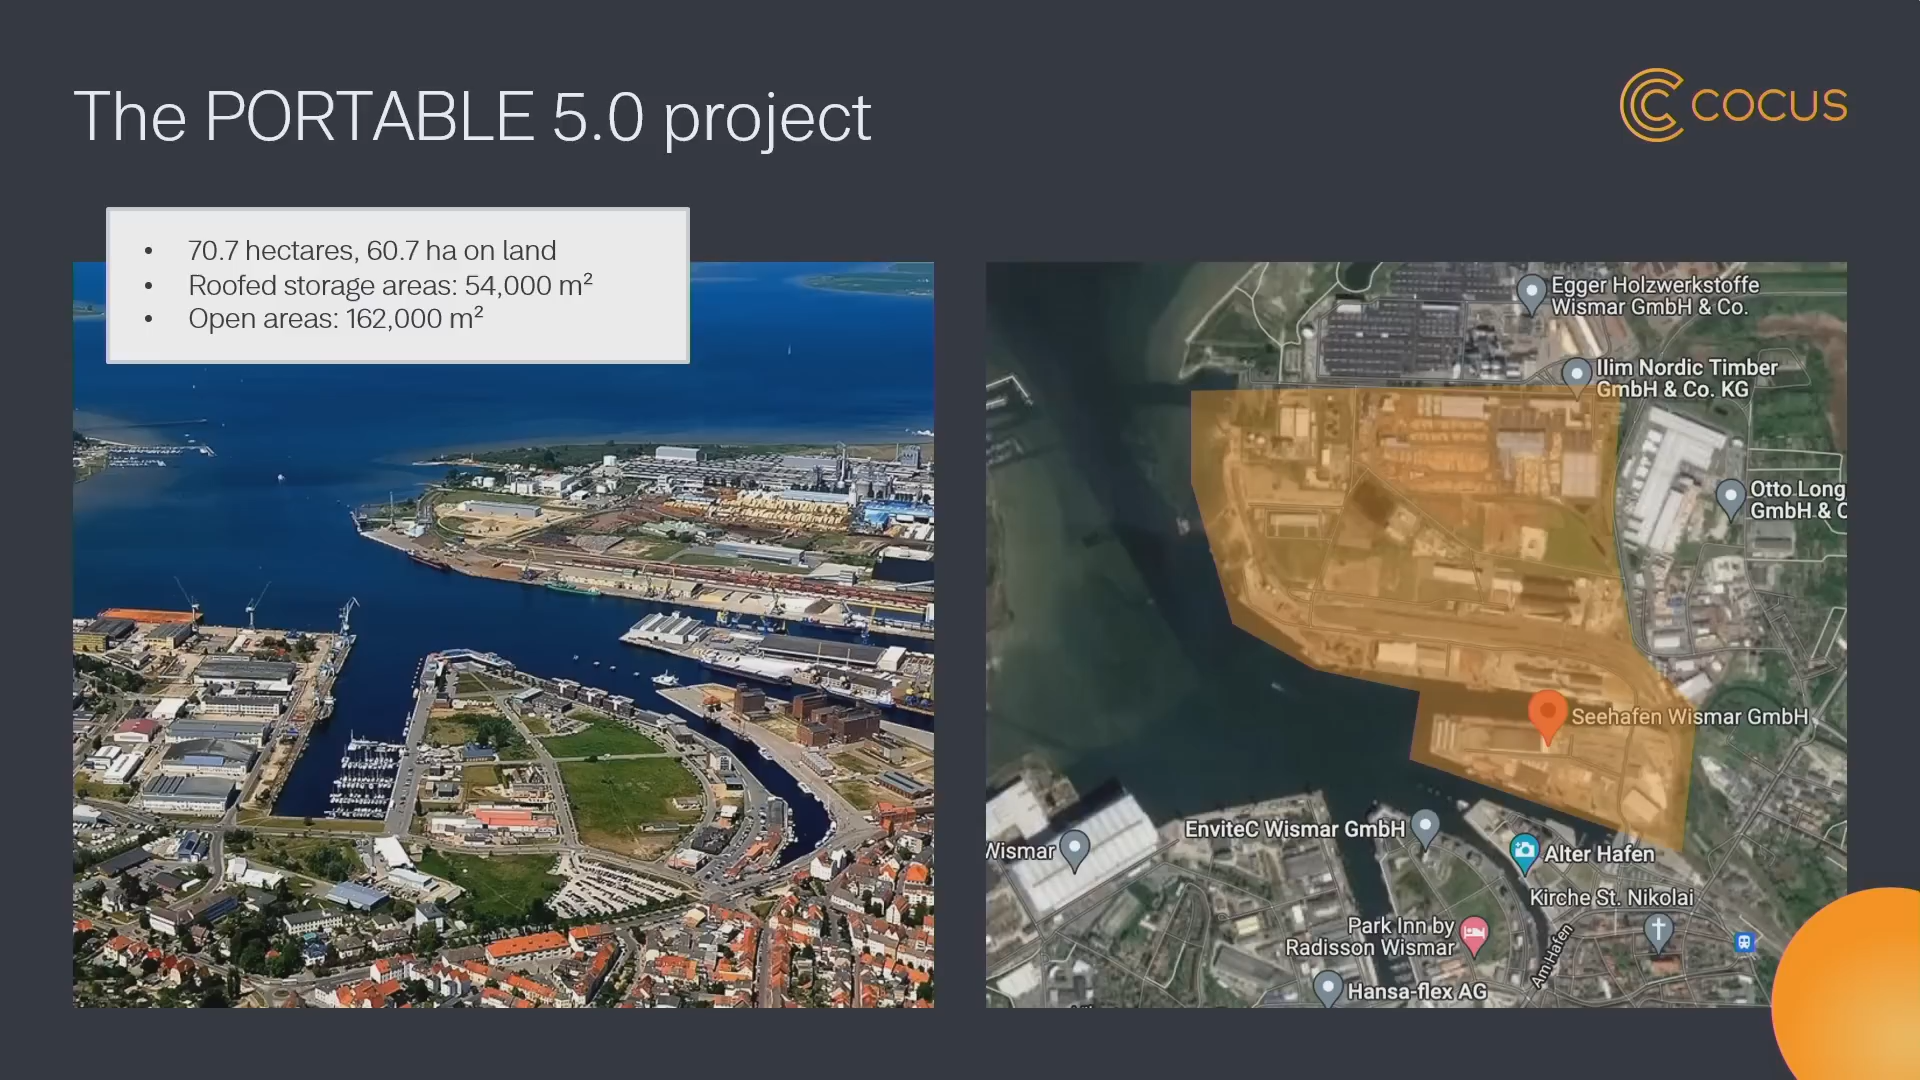 The PORTABLE 5.0 project
COCUS
• 70.7 hectares, 60.7 ha on land
• Roofed storage areas: 54,000 m²
• Open areas: 162,000 m²
Egger Holzwerkstoffe
Wismar GmbH & Co.
Ilim Nordic Timber
GmbH & Co. KG
Otto Long
GmbH & C
Seehafen Wismar GmbH
EnviteC Wismar GmbH
Wismar
Alter Hafen
Kirche St. Nikolai
Park Inn by
Radisson Wismar
Am Hafen
Hansa-flex AG